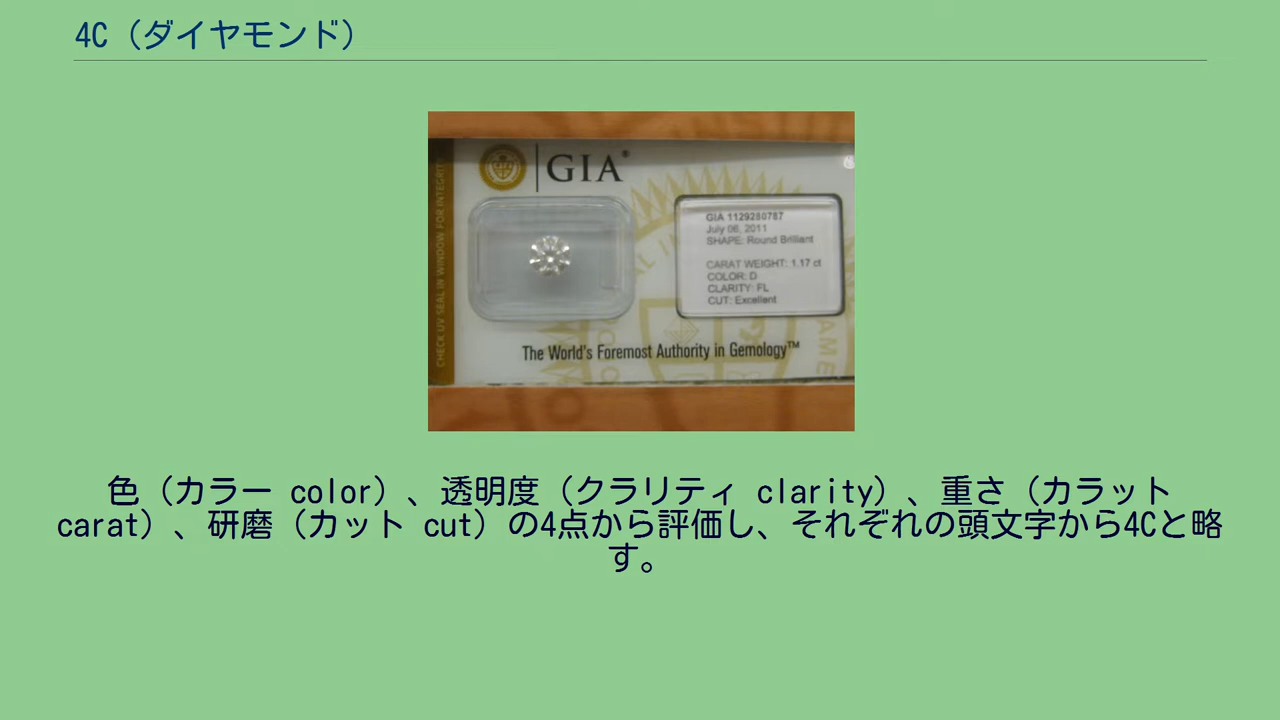 4C（ダイヤモンド）
GIA®
CHECK UV SEAL IN WINDOW FOR INTEGRITY
GIA 1129280787
July 06, 2011
SHAPE: Round Brilliant
CARAT WEIGHT: 1.17 ct
COLOR: D
CLARITY: FL
CUT: Excellent
The World's Foremost Authority in Gemology™
色（カラー color）、透明度（クラリティ clarity）、重さ（カラット
carat）、研磨（カット cut）の4点から評価し、それぞれの頭文字から4Cと略
す。